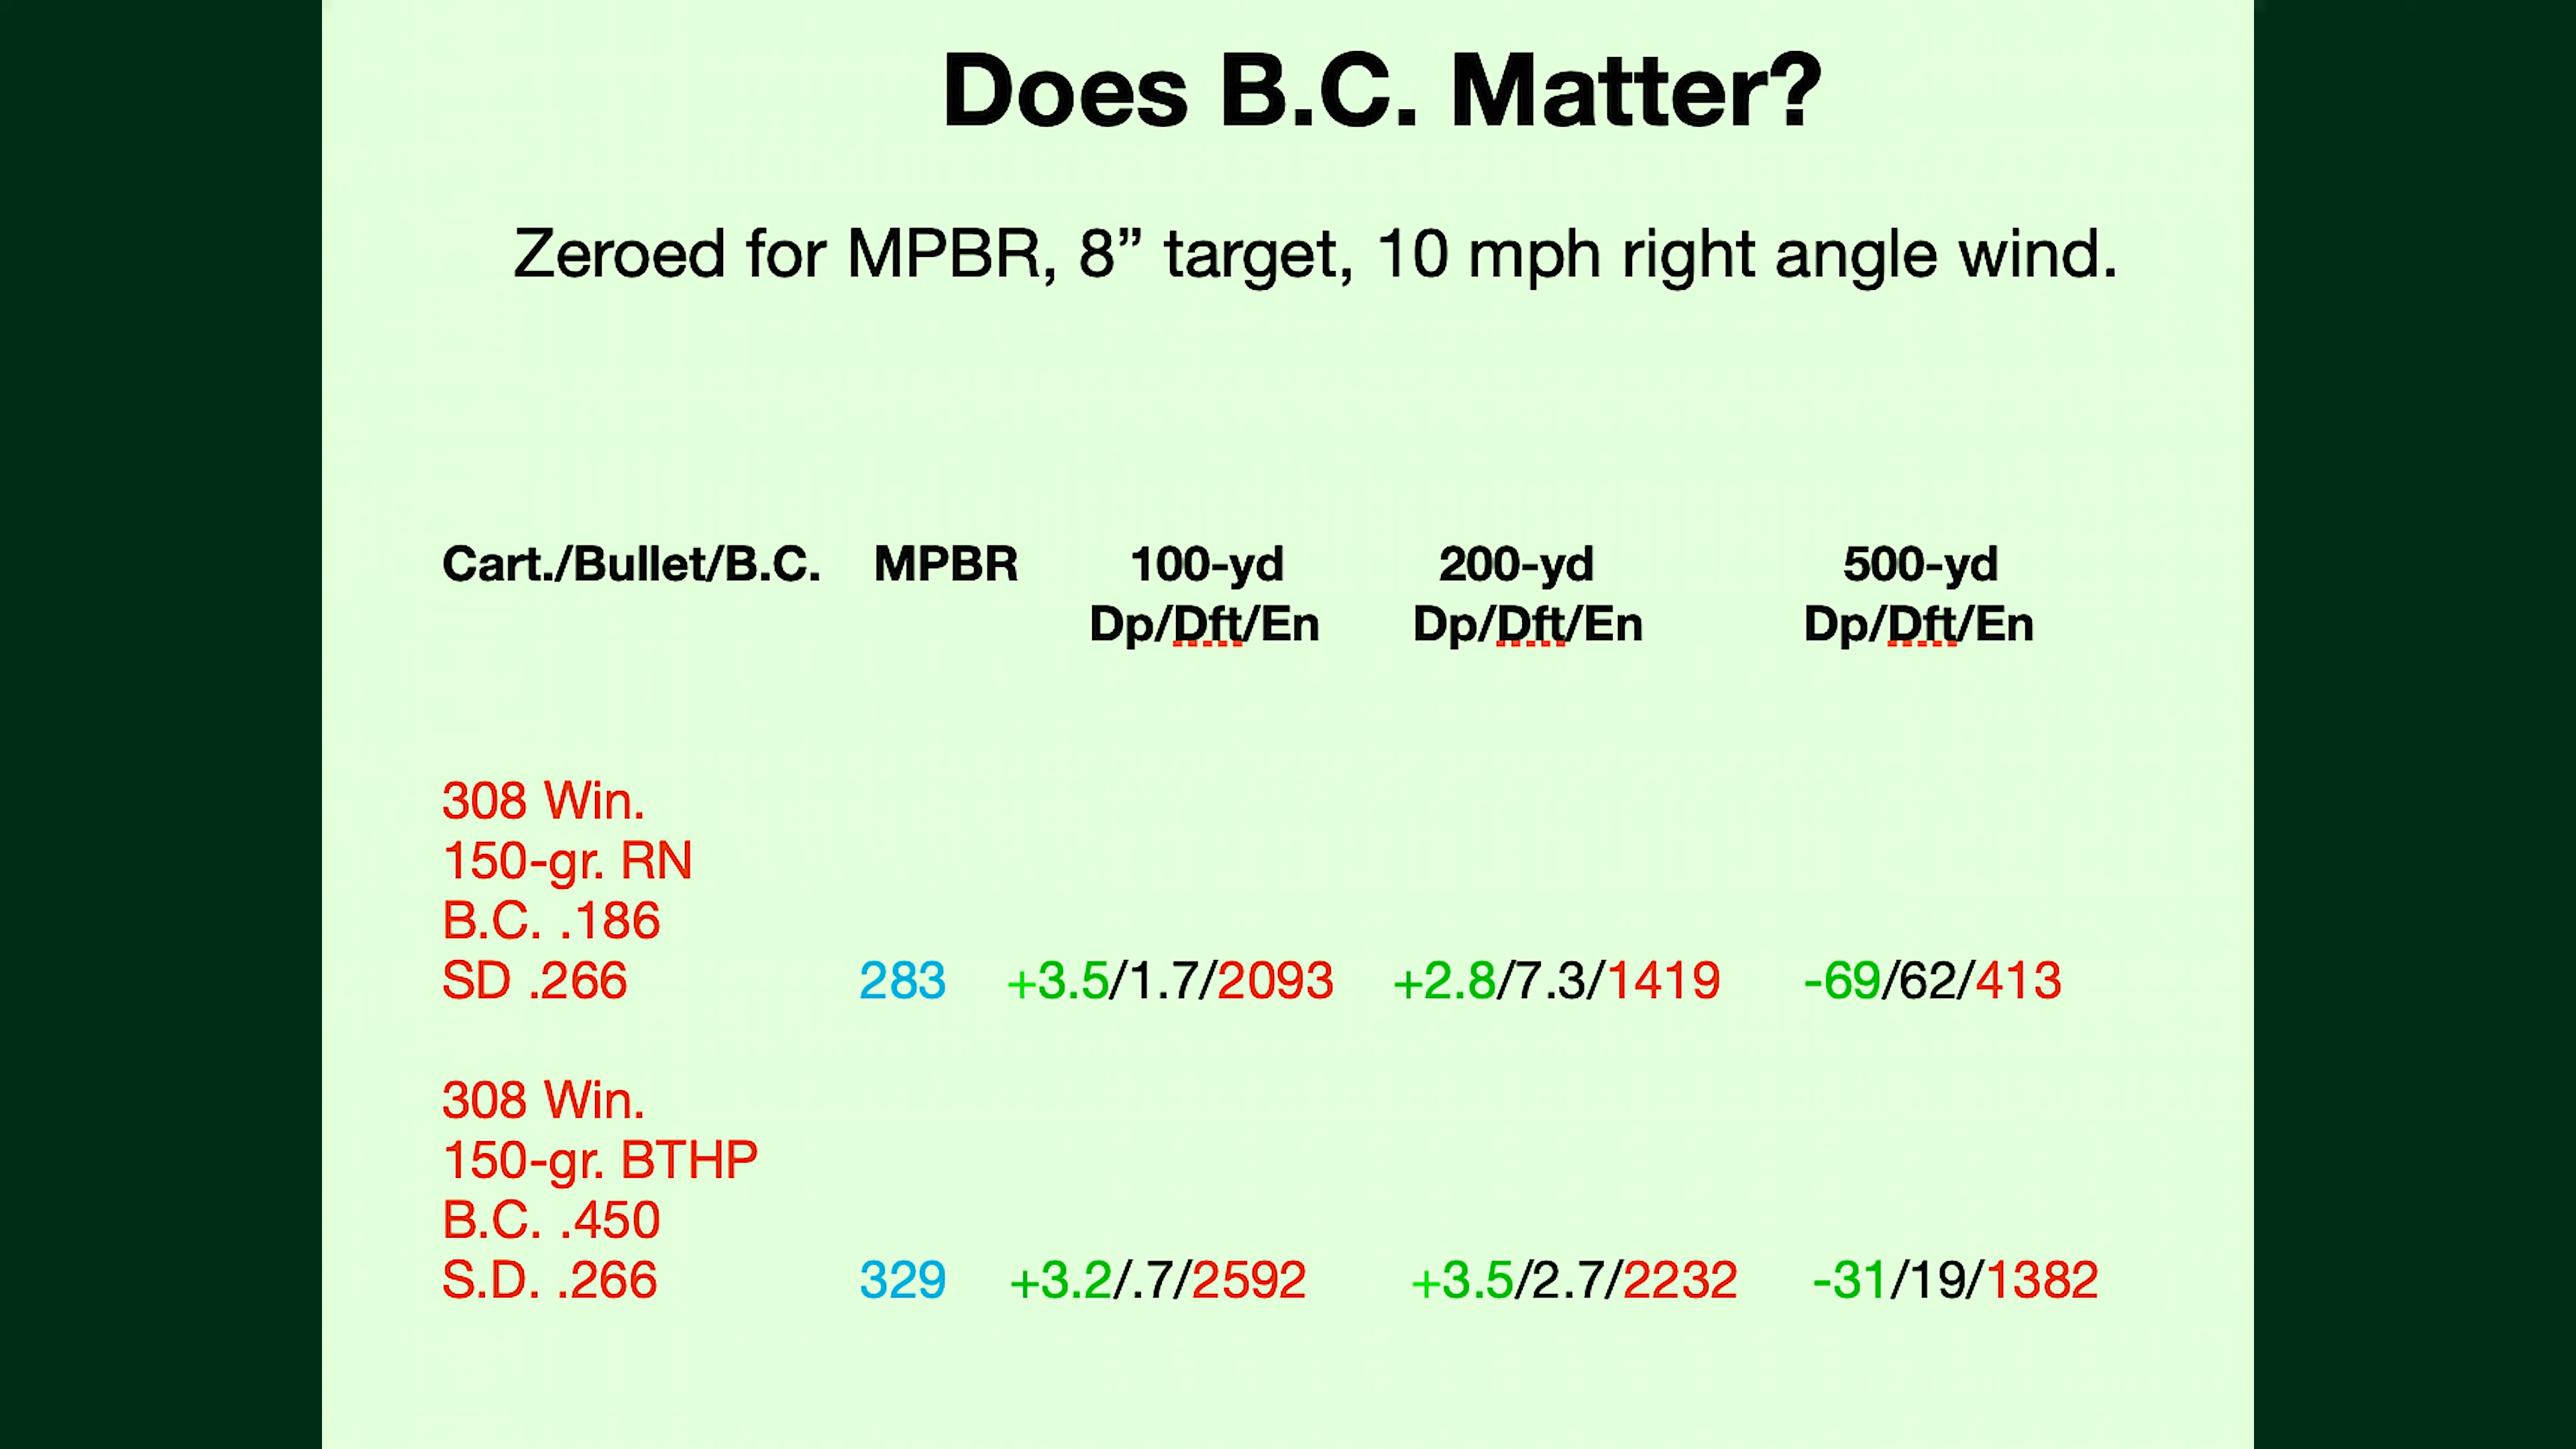 Does B.C. Matter?
Zeroed for MPBR, 8” target, 10 mph right angle wind.
Cart./Bullet/B.C. MPBR 100-yd 200-yd 500-yd
Dp/Dft/En Dp/Dft/En Dp/Dft/En
308 Win.
150-gr. RN
B.C. .186
SD .266 283 +3.5/1.7/2093 +2.8/7.3/1419 -69/62/413
308 Win.
150-gr. BTHP
B.C. .450
S.D. .266 329 +3.2/.7/2592 +3.5/2.7/2232 -31/19/1382